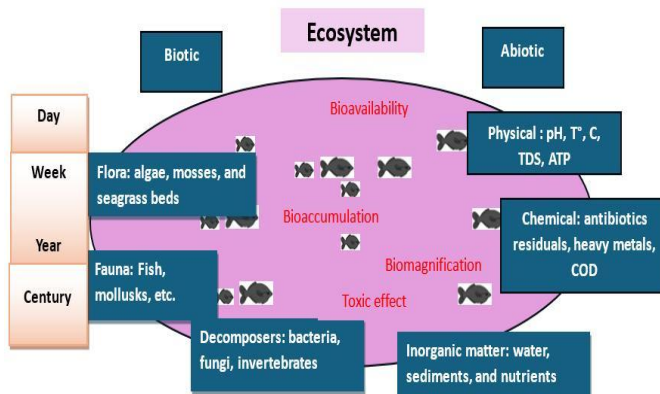 Ecosystem
Biotic
Abiotic
Day
Week
Year
Century
Bioavailability
Physical : pH, T°, C,
TDS, ATP
Flora: algae, mosses, and
seagrass beds
Bioaccumulation
Chemical: antibiotics
residuals, heavy metals,
COD
Fauna: Fish,
mollusks, etc.
Biomagnification
Toxic effect
Decomposers: bacteria,
fungi, invertebrates
Inorganic matter: water,
sediments, and nutrients